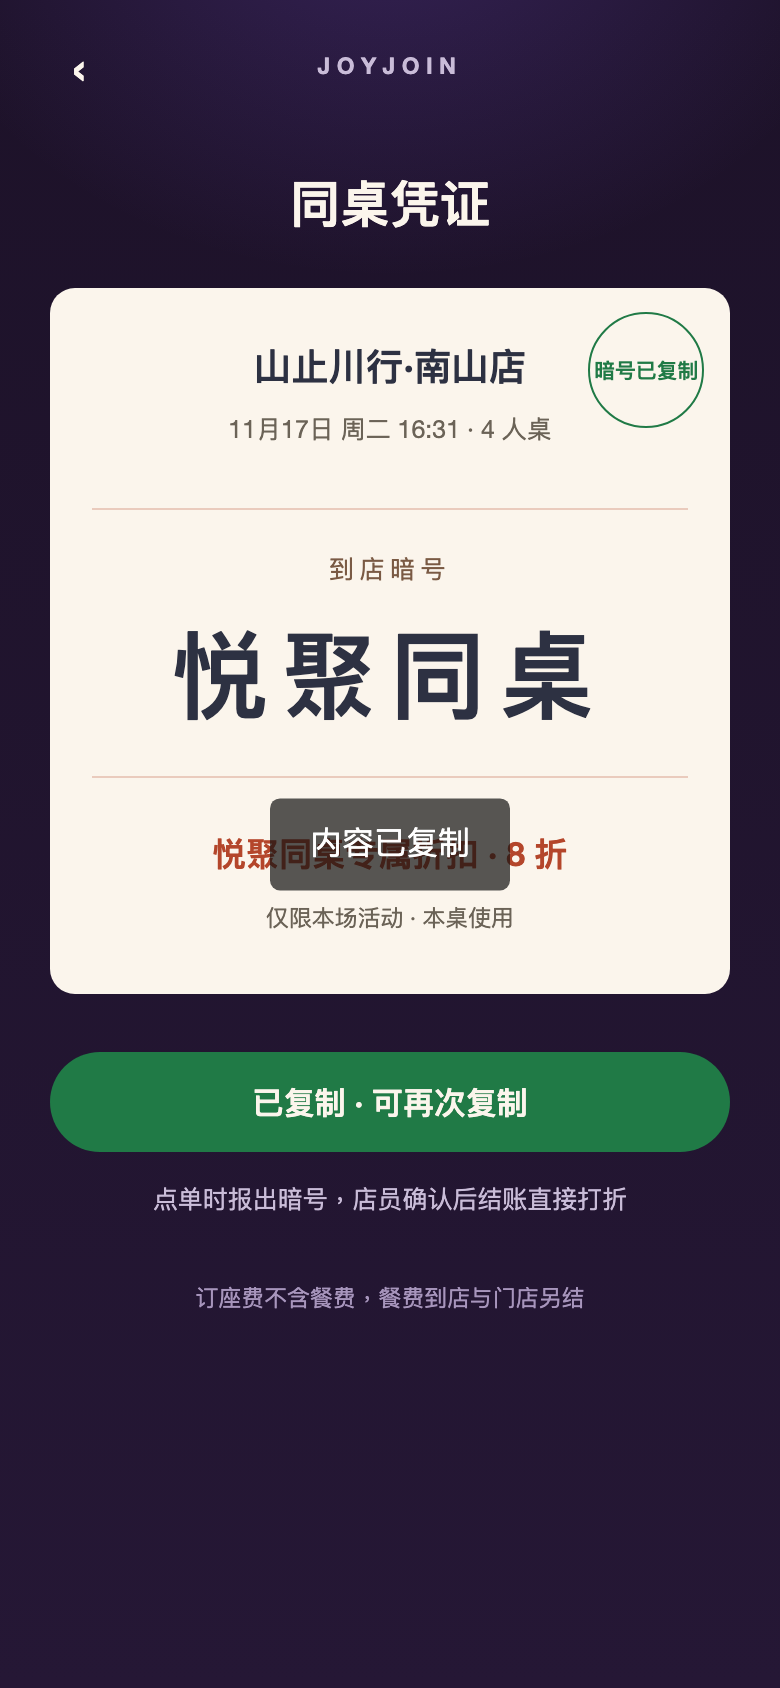 JOYJOIN
同桌凭证
山止川行·南山店
暗号已复制
11月17日 周二 16:31 · 4 人桌
到店暗号
悦聚同桌
悦聚同桌专属折扣 · 8 折
内容已复制
仅限本场活动 · 本桌使用
已复制 · 可再次复制
点单时报出暗号，店员确认后结账直接打折
订座费不含餐费，餐费到店与门店另结